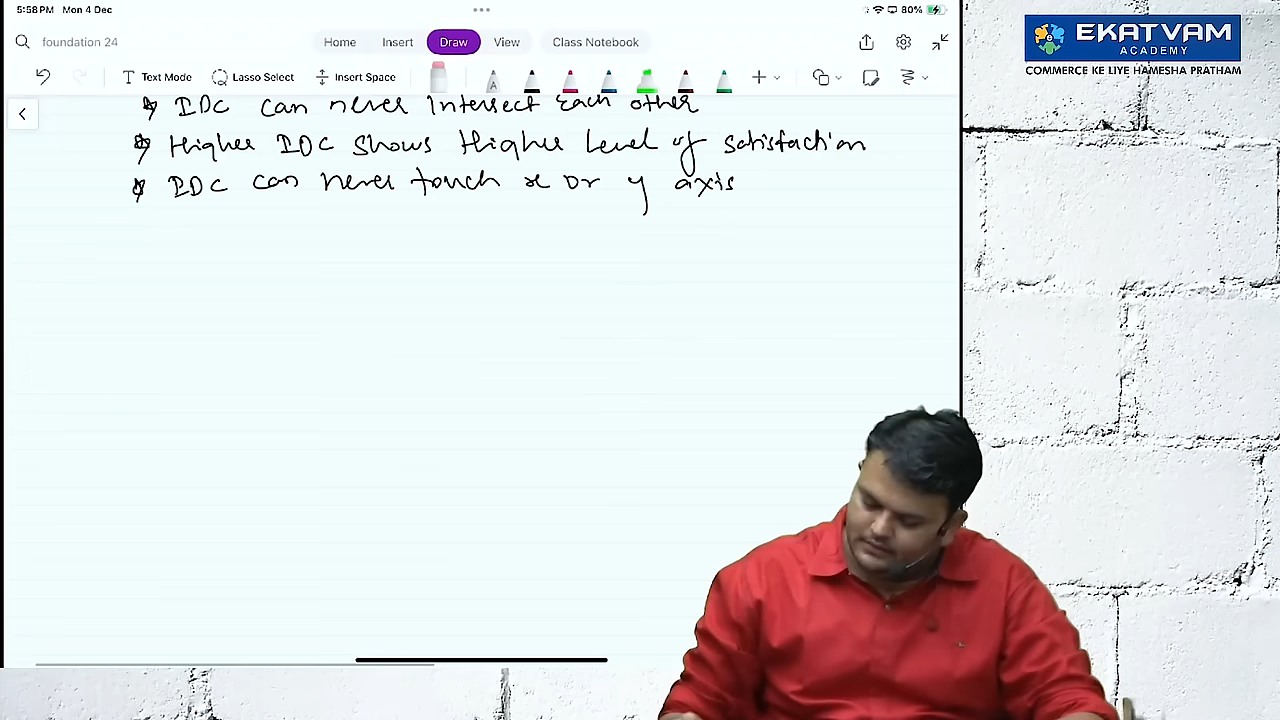 5:58 PM Mon 4 Dec
80%
foundation 24
Home Insert Draw View Class Notebook
Text Mode Lasso Select Insert Space
IDC can never Intersect Each other
Higher IDC shows Higher level of satisfaction
IDC can never touch x or y axis
EKATVAM
ACADEMY
COMMERCE KE LIYE HAMESHA PRATHAM